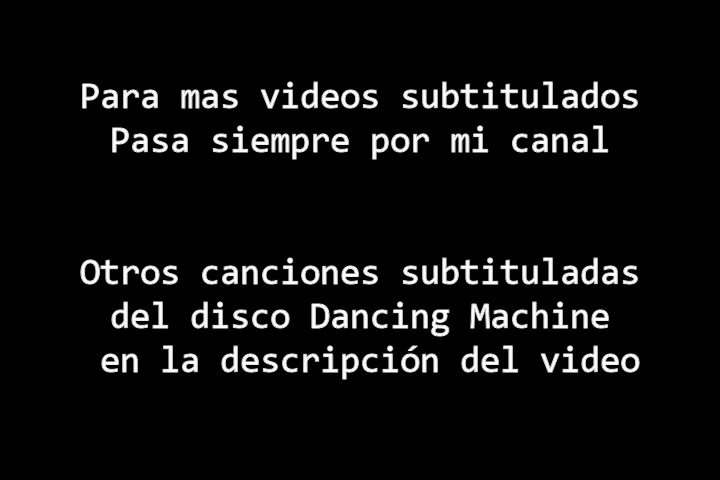 Para mas videos subtitulados
Pasa siempre por mi canal
Otros canciones subtituladas
del disco Dancing Machine
en la descripción del video